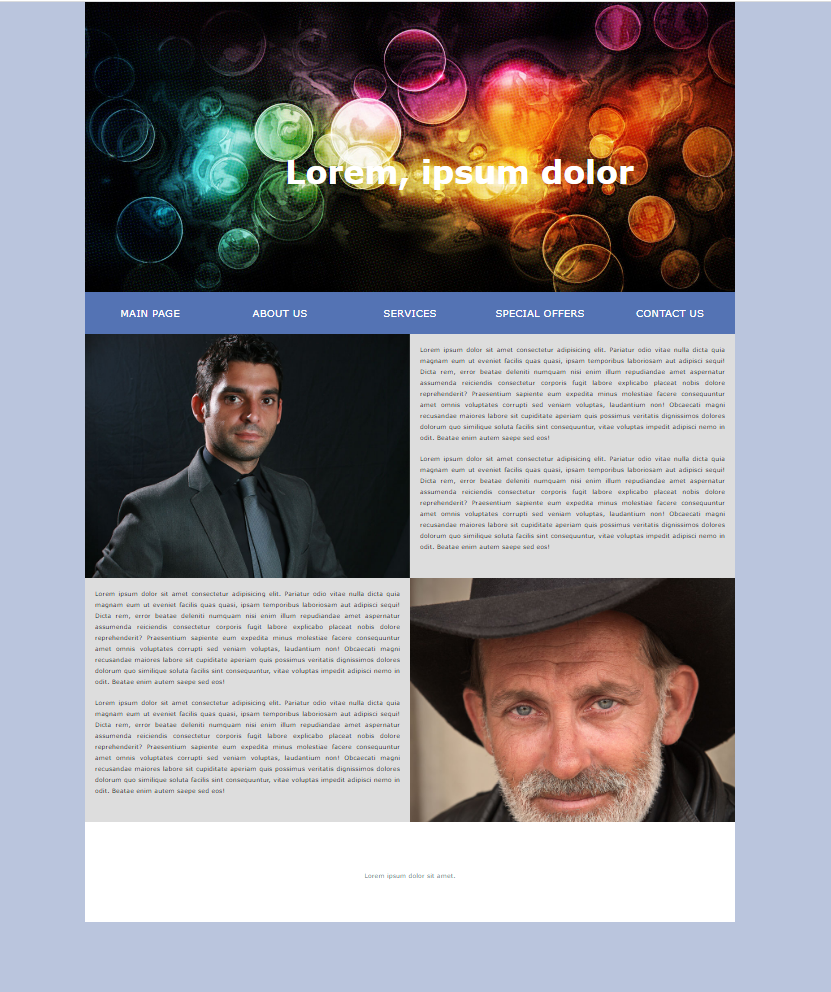 Lorem, ipsum dolor
MAIN PAGE ABOUT US SERVICES SPECIAL OFFERS CONTACT US
Lorem ipsum dolor sit amet consectetur adipisicing elit. Pariatur odio vitae nulla dicta quia
magnam eum ut eveniet facilis quas quasi, ipsam temporibus laboriosam aut adipisci sequi!
Dicta rem, error beatae deleniti numquam nisi enim illum repudiandae amet aspernatur
assumenda reiciendis consectetur corporis fugit labore explicabo placeat nobis dolore
reprehenderit? Praesentium sapiente eum expedita minus molestiae facere consequuntur
amet omnis voluptates corrupti sed veniam voluptas, laudantium non! Obcaecati magni
recusandae maiores labore sit cupiditate aperiam quis possimus veritatis dignissimos dolores
dolorum quo similique soluta facilis sint consequuntur, vitae voluptas impedit adipisci nemo in
odit. Beatae enim autem saepe sed eos!
Lorem ipsum dolor sit amet consectetur adipisicing elit. Pariatur odio vitae nulla dicta quia
magnam eum ut eveniet facilis quas quasi, ipsam temporibus laboriosam aut adipisci sequi!
Dicta rem, error beatae deleniti numquam nisi enim illum repudiandae amet aspernatur
assumenda reiciendis consectetur corporis fugit labore explicabo placeat nobis dolore
reprehenderit? Praesentium sapiente eum expedita minus molestiae facere consequuntur
amet omnis voluptates corrupti sed veniam voluptas, laudantium non! Obcaecati magni
recusandae maiores labore sit cupiditate aperiam quis possimus veritatis dignissimos dolores
dolorum quo similique soluta facilis sint consequuntur, vitae voluptas impedit adipisci nemo in
odit. Beatae enim autem saepe sed eos!
Lorem ipsum dolor sit amet consectetur adipisicing elit. Pariatur odio vitae nulla dicta quia
magnam eum ut eveniet facilis quas quasi, ipsam temporibus laboriosam aut adipisci sequi!
Dicta rem, error beatae deleniti numquam nisi enim illum repudiandae amet aspernatur
assumenda reiciendis consectetur corporis fugit labore explicabo placeat nobis dolore
reprehenderit? Praesentium sapiente eum expedita minus molestiae facere consequuntur
amet omnis voluptates corrupti sed veniam voluptas, laudantium non! Obcaecati magni
recusandae maiores labore sit cupiditate aperiam quis possimus veritatis dignissimos dolores
dolorum quo similique soluta facilis sint consequuntur, vitae voluptas impedit adipisci nemo in
odit. Beatae enim autem saepe sed eos!
Lorem ipsum dolor sit amet consectetur adipisicing elit. Pariatur odio vitae nulla dicta quia
magnam eum ut eveniet facilis quas quasi, ipsam temporibus laboriosam aut adipisci sequi!
Dicta rem, error beatae deleniti numquam nisi enim illum repudiandae amet aspernatur
assumenda reiciendis consectetur corporis fugit labore explicabo placeat nobis dolore
reprehenderit? Praesentium sapiente eum expedita minus molestiae facere consequuntur
amet omnis voluptates corrupti sed veniam voluptas, laudantium non! Obcaecati magni
recusandae maiores labore sit cupiditate aperiam quis possimus veritatis dignissimos dolores
dolorum quo similique soluta facilis sint consequuntur, vitae voluptas impedit adipisci nemo in
odit. Beatae enim autem saepe sed eos!
Lorem ipsum dolor sit amet.